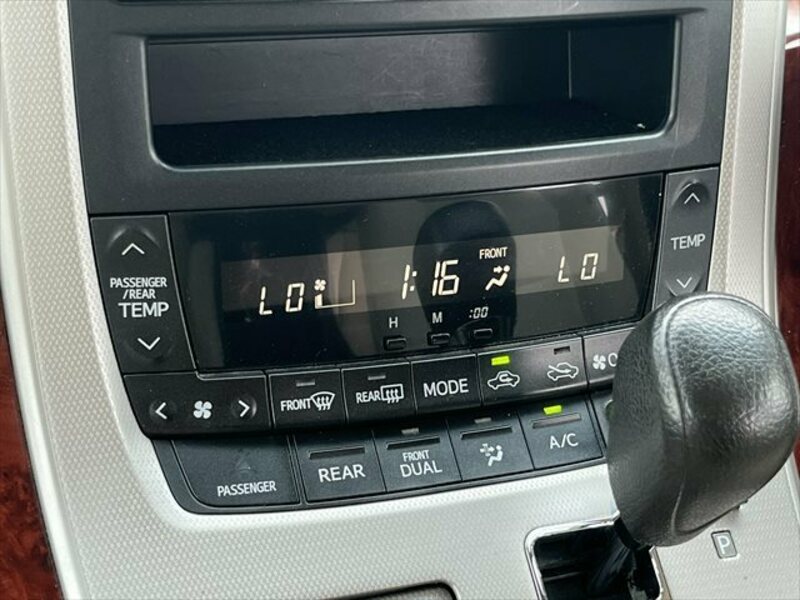 PASSENGER
/REAR
TEMP
LO
1:16
FRONT
LO
TEMP
H
M
:00
FRONT
REAR
MODE
PASSENGER
REAR
FRONT
DUAL
A/C
P